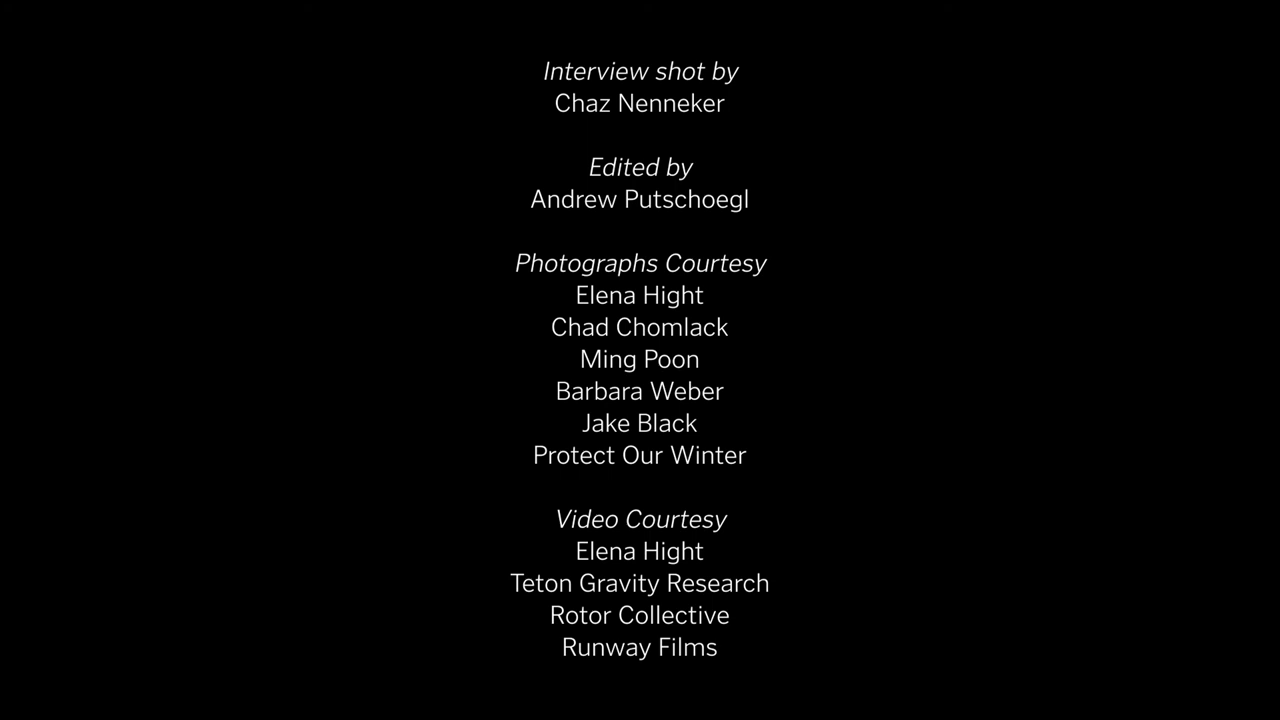 Interview shot by
Chaz Nenneker
Edited by
Andrew Putschoegl
Photographs Courtesy
Elena Hight
Chad Chomlack
Ming Poon
Barbara Weber
Jake Black
Protect Our Winter
Video Courtesy
Elena Hight
Teton Gravity Research
Rotor Collective
Runway Films